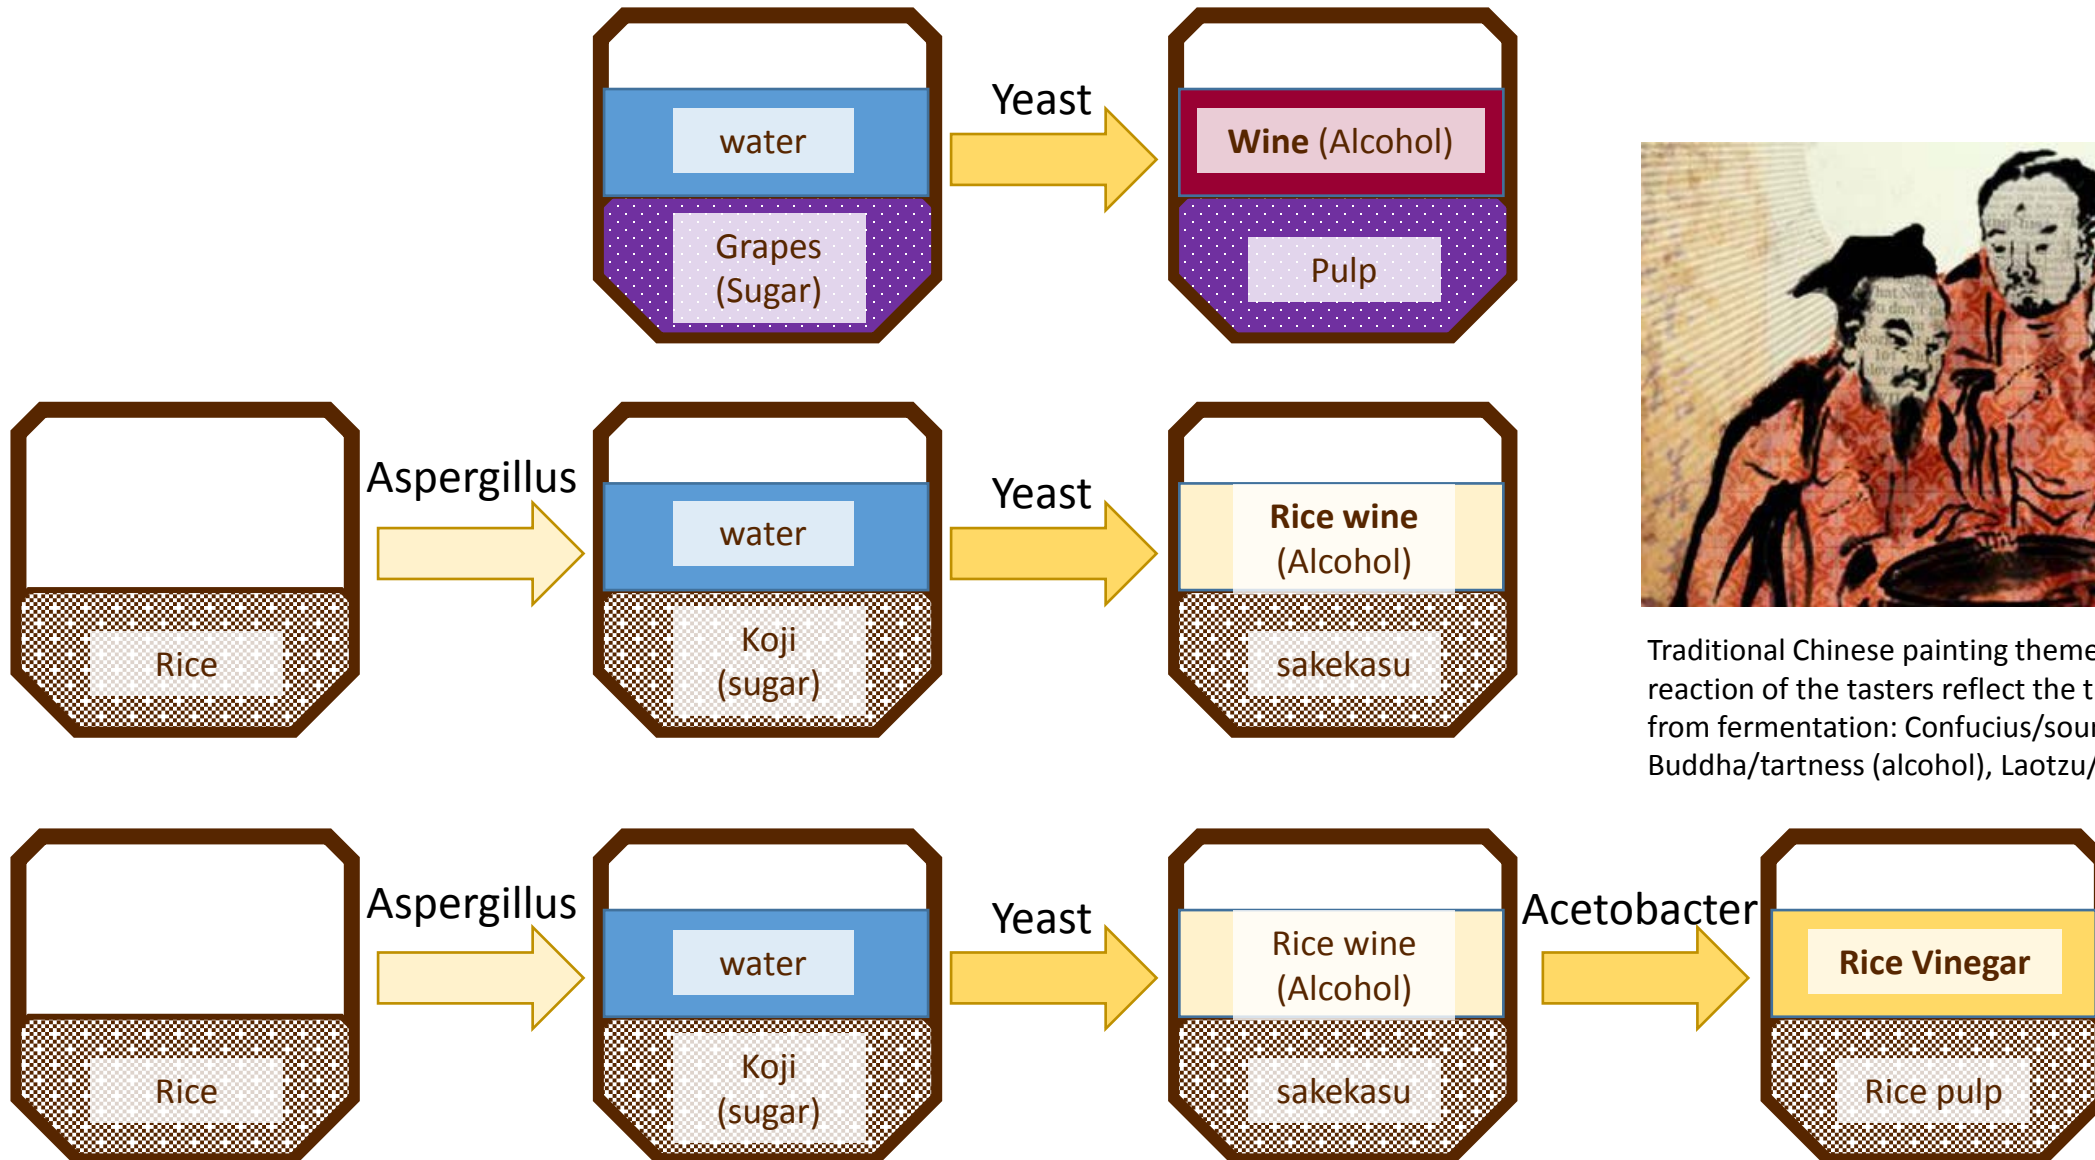 Yeast
water
Wine (Alcohol)
Grapes
(Sugar)
Pulp
Aspergillus
Yeast
water
Rice wine
(Alcohol)
Rice
Koji
(sugar)
sakekasu
Traditional Chinese painting theme
reaction of the tasters reflect the t
from fermentation: Confucius/sour
Buddha/tartness (alcohol), Laotzu/
Aspergillus
Yeast
Acetobacter
water
Rice wine
(Alcohol)
Rice Vinegar
Rice
Koji
(sugar)
sakekasu
Rice pulp